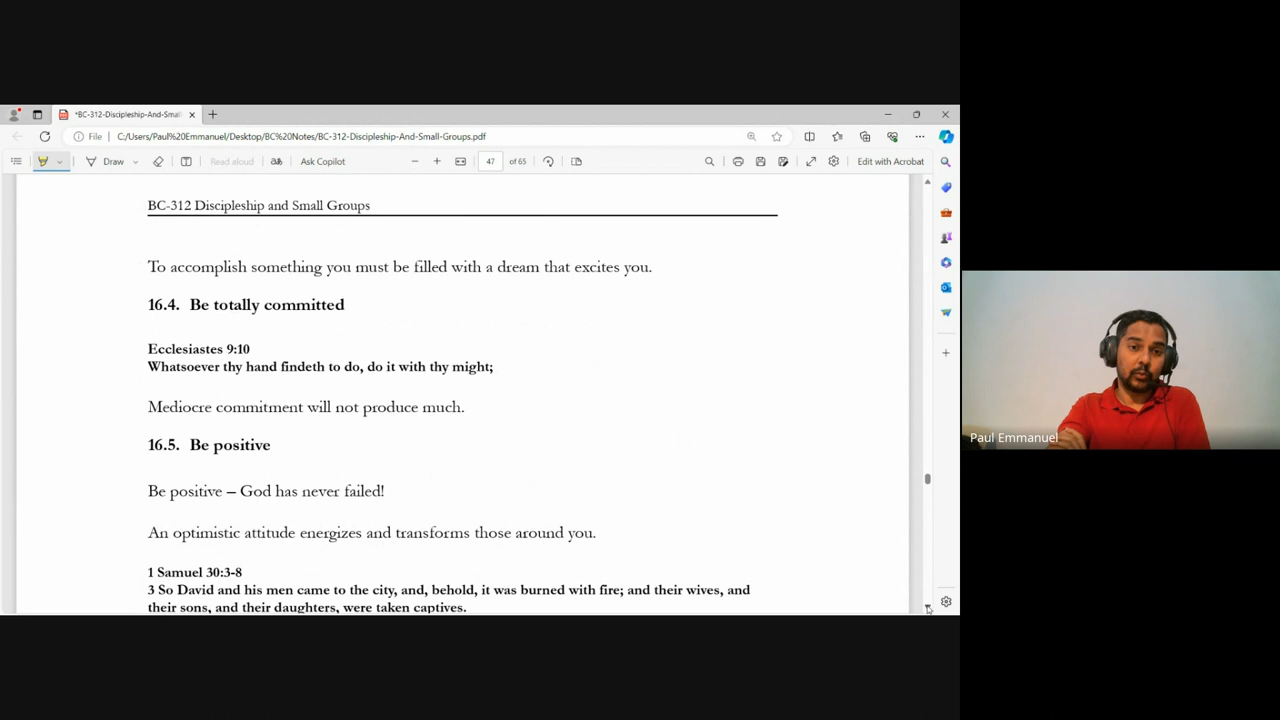 *BC-312-Discipleship-And-Smal
File
C:/Users/Paul%20Emmanuel/Desktop/BC%20Notes/BC-312-Discipleship-And-Small-Groups.pdf
Draw
Read aloud
Ask Copilot
47
of 65
Edit with Acrobat
BC-312 Discipleship and Small Groups
To accomplish something you must be filled with a dream that excites you.
16.4. Be totally committed
Ecclesiastes 9:10
Whatsoever thy hand findeth to do, do it with thy might;
Mediocre commitment will not produce much.
16.5. Be positive
Be positive – God has never failed!
An optimistic attitude energizes and transforms those around you.
1 Samuel 30:3-8
3 So David and his men came to the city, and, behold, it was burned with fire; and their wives, and
their sons, and their daughters, were taken captives.
Paul Emmanuel